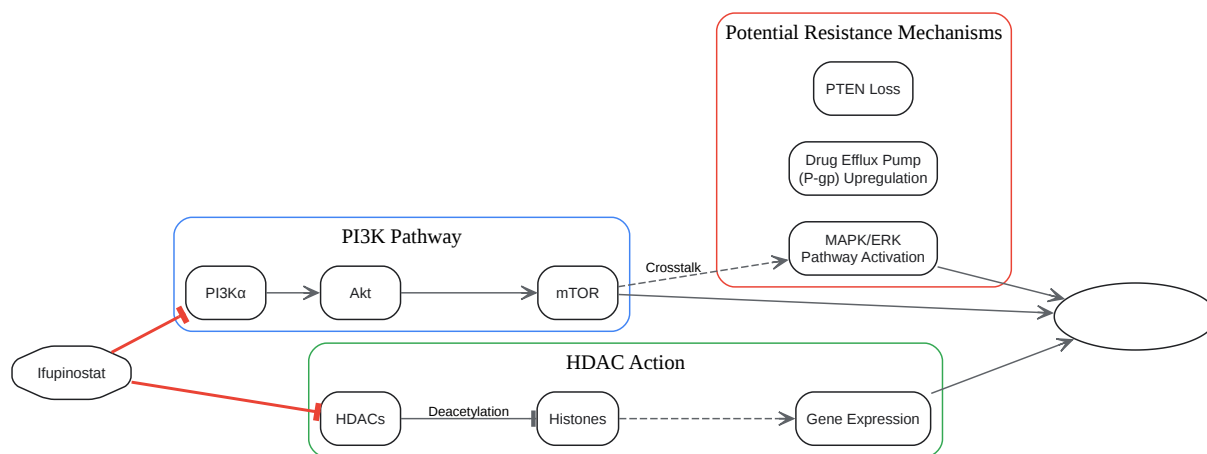 Potential Resistance Mechanisms
PTEN Loss
Drug Efflux Pump
(P-gp) Upregulation
MAPK/ERK
Pathway Activation
PI3K Pathway
Crosstalk
PI3Kα
Akt
mTOR
Ifupinostat
HDAC Action
HDACs
Deacetylation
Histones
Gene Expression